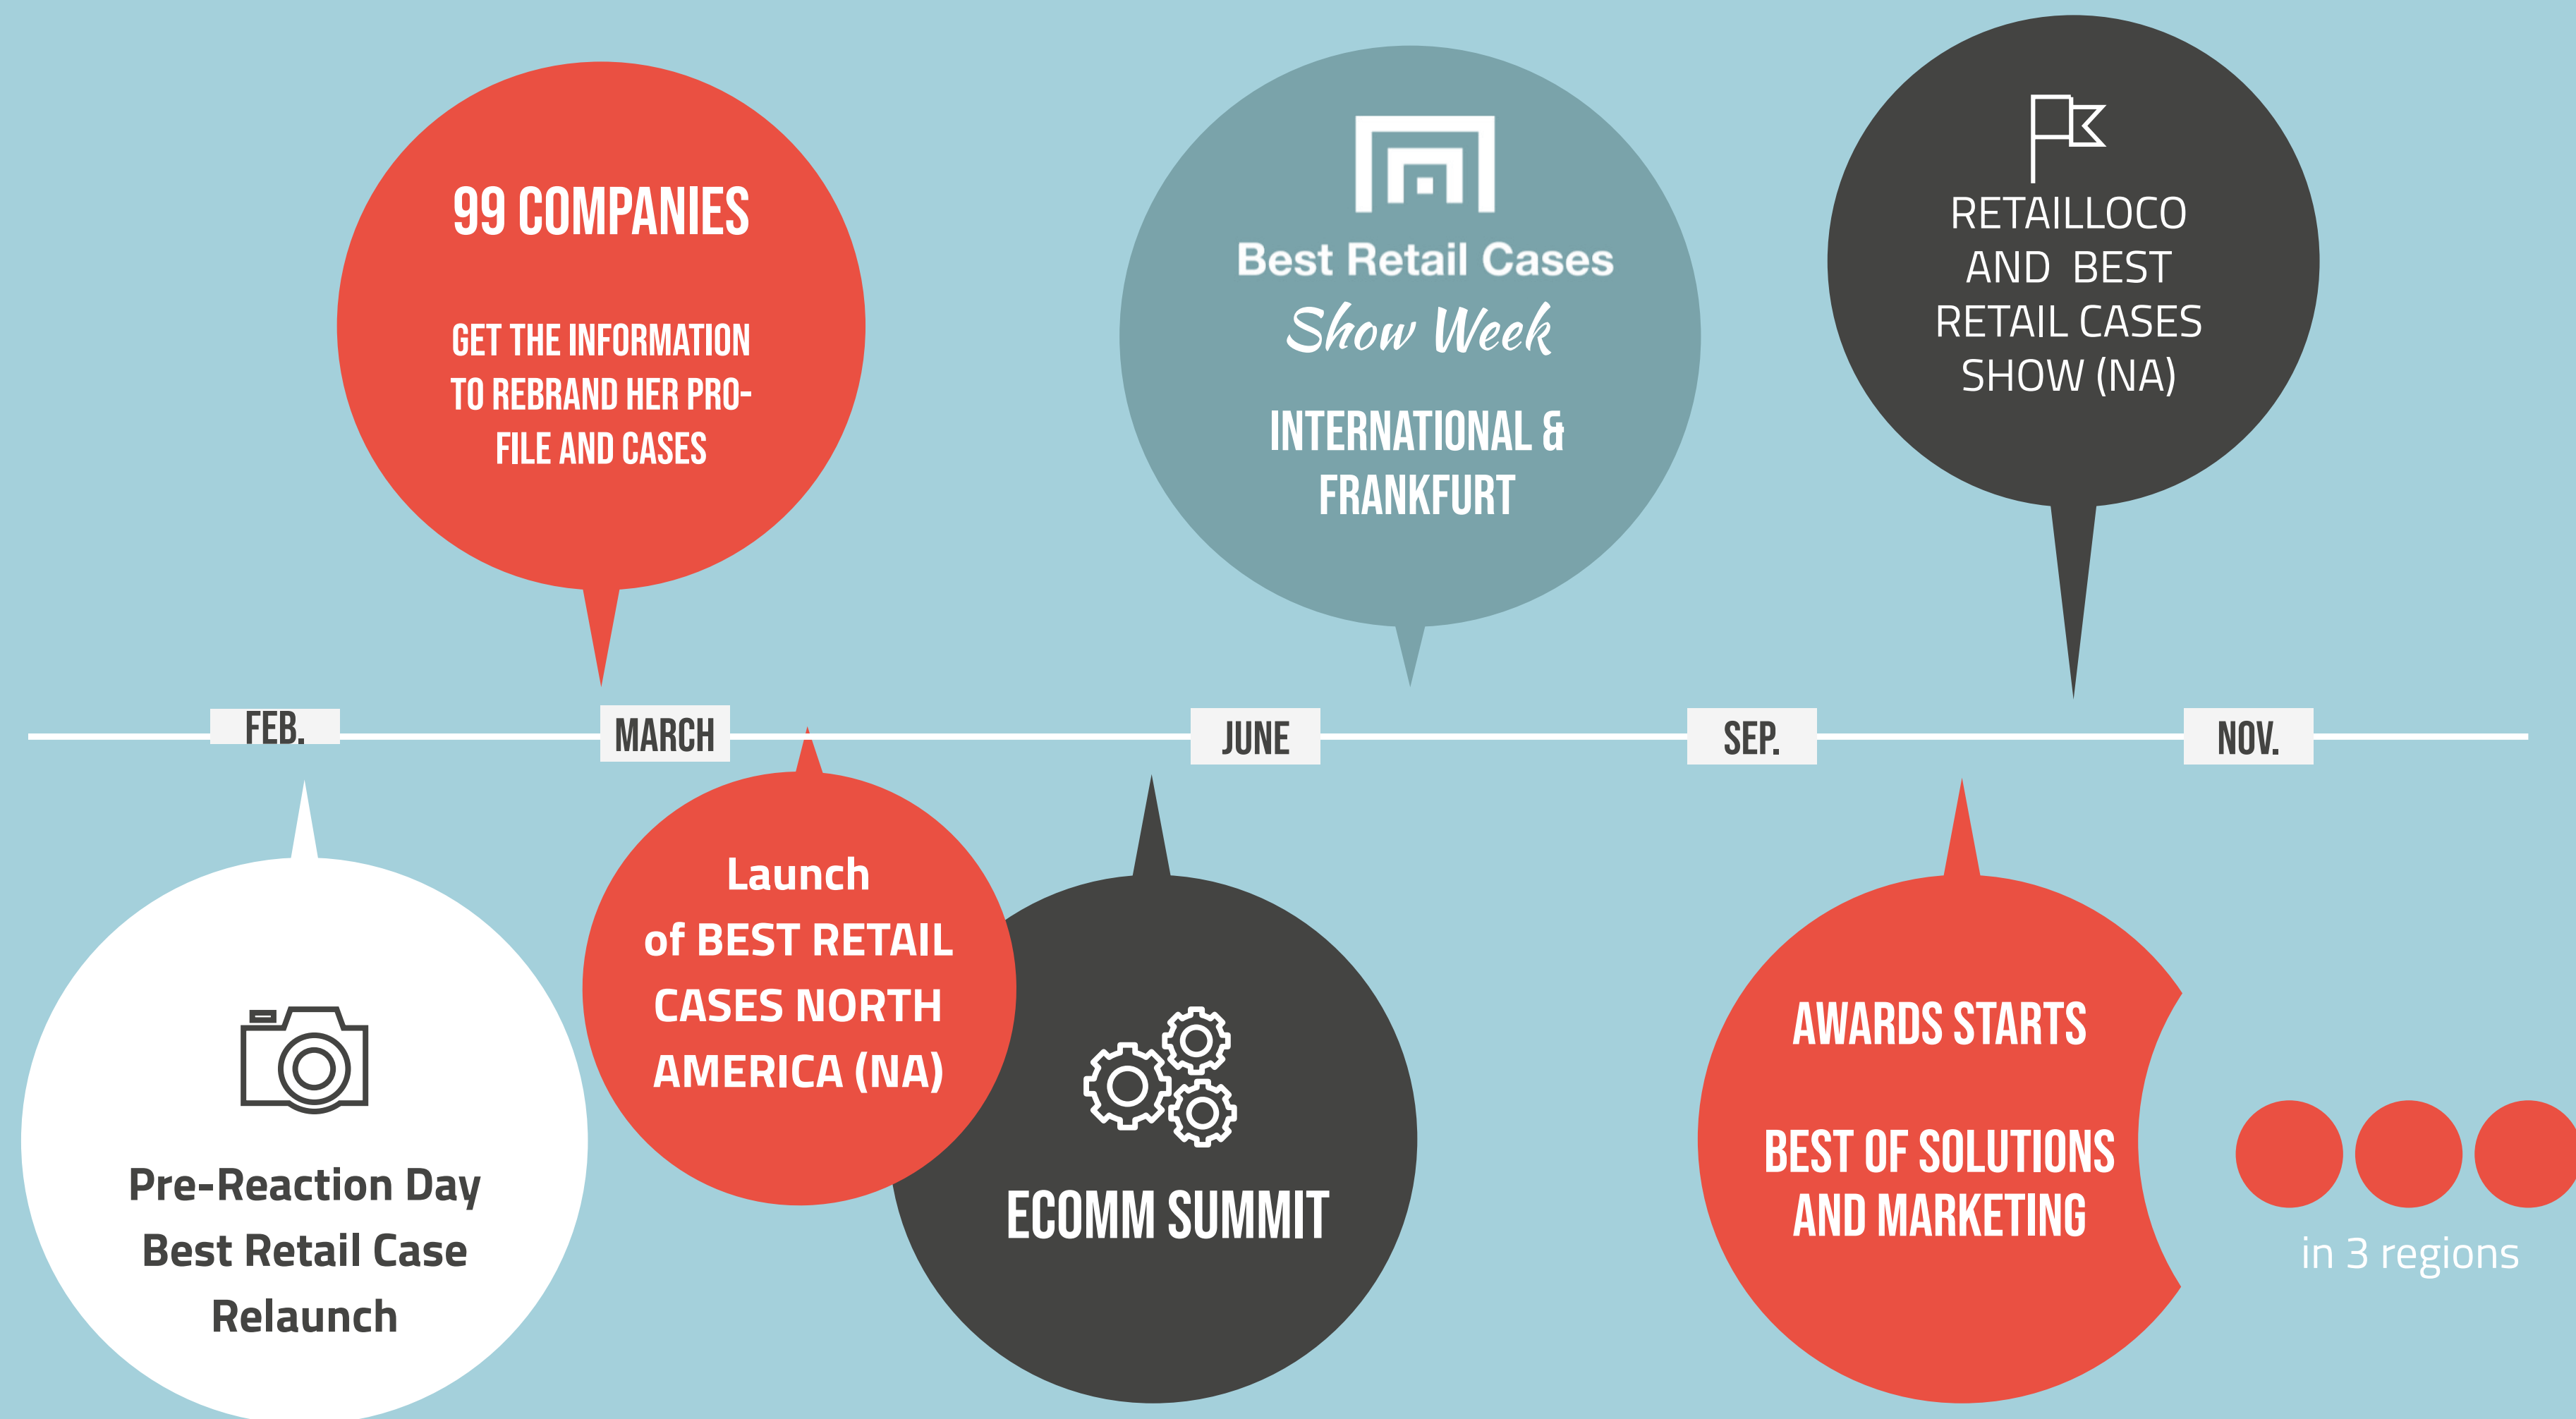 99 COMPANIES
GET THE INFORMATION
TO REBRAND HER PRO-
FILE AND CASES
Best Retail Cases
Show Week
INTERNATIONAL &
FRANKFURT
RETAILLOCO
AND BEST
RETAIL CASES
SHOW (NA)
FEB.
MARCH
JUNE
SEP.
NOV.
Pre-Reaction Day
Best Retail Case
Relaunch
Launch
of BEST RETAIL
CASES NORTH
AMERICA (NA)
ECOMM SUMMIT
AWARDS STARTS
BEST OF SOLUTIONS
AND MARKETING
in 3 regions